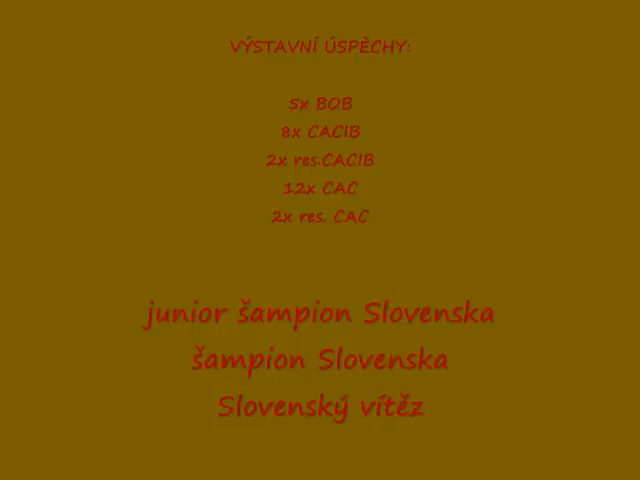 VÝSTAVNÍ ÚSPĚCHY:
5x BOB
8x CACIB
2x res.CACIB
12x CAC
2x res. CAC
junior šampion Slovenska
šampion Slovenska
Slovenský vítěz